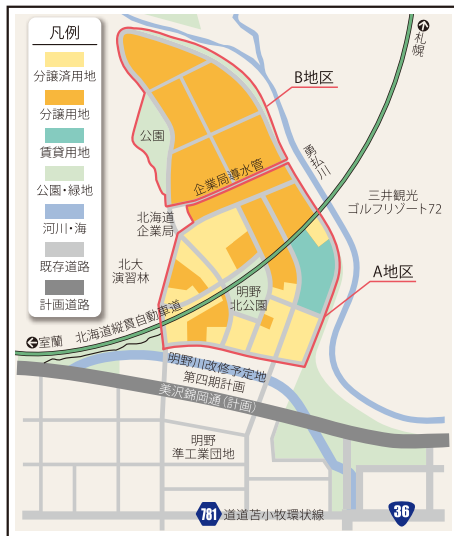 凡例
分譲済用地
分譲用地
賃貸用地
公園・緑地
河川・海
既存道路
計画道路
札幌
B地区
公園
企業局導水管
勇払川
三井観光
ゴルフリゾート72
北海道
企業局
北大
演習林
明野
北公園
A地区
北海道縦貫自動車道
室蘭
明野川改修予定地
第四期計画
美沢錦岡通(計画)
明野
準工業団地
781 道道苫小牧環状線
36